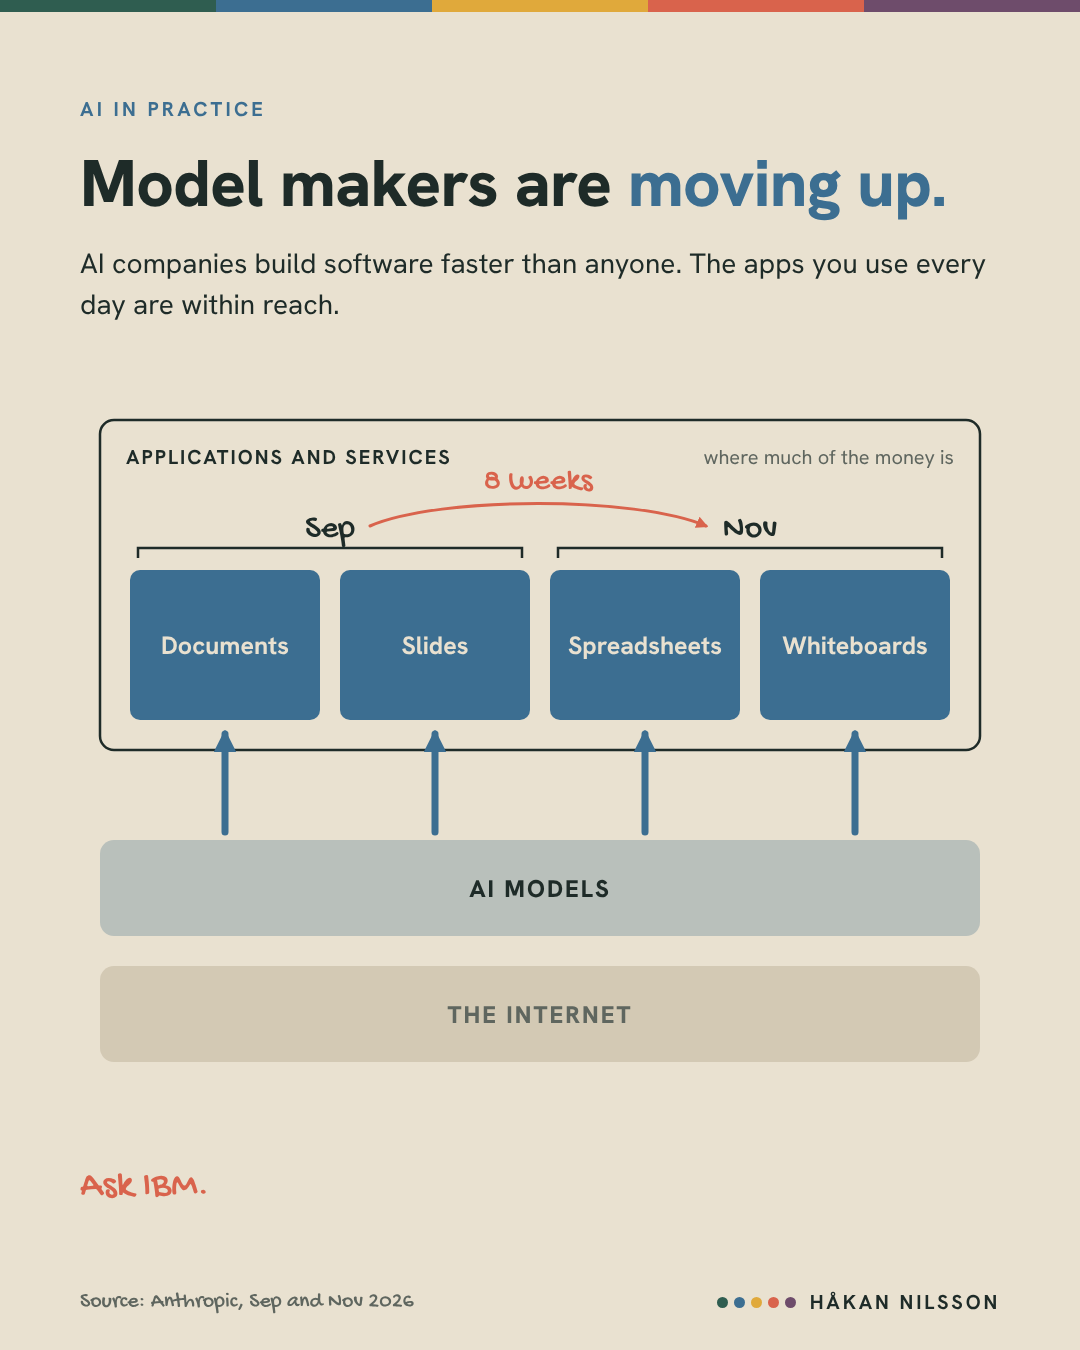 AI IN PRACTICE
Model makers are moving up.
AI companies build software faster than anyone. The apps you use every
day are within reach.
APPLICATIONS AND SERVICES
where much of the money is
8 weeks
Sep
Nov
Documents
Slides
Spreadsheets
Whiteboards
AI MODELS
THE INTERNET
Ask IBM.
Source: Anthropic, Sep and Nov 2026
HÅKAN NILSSON